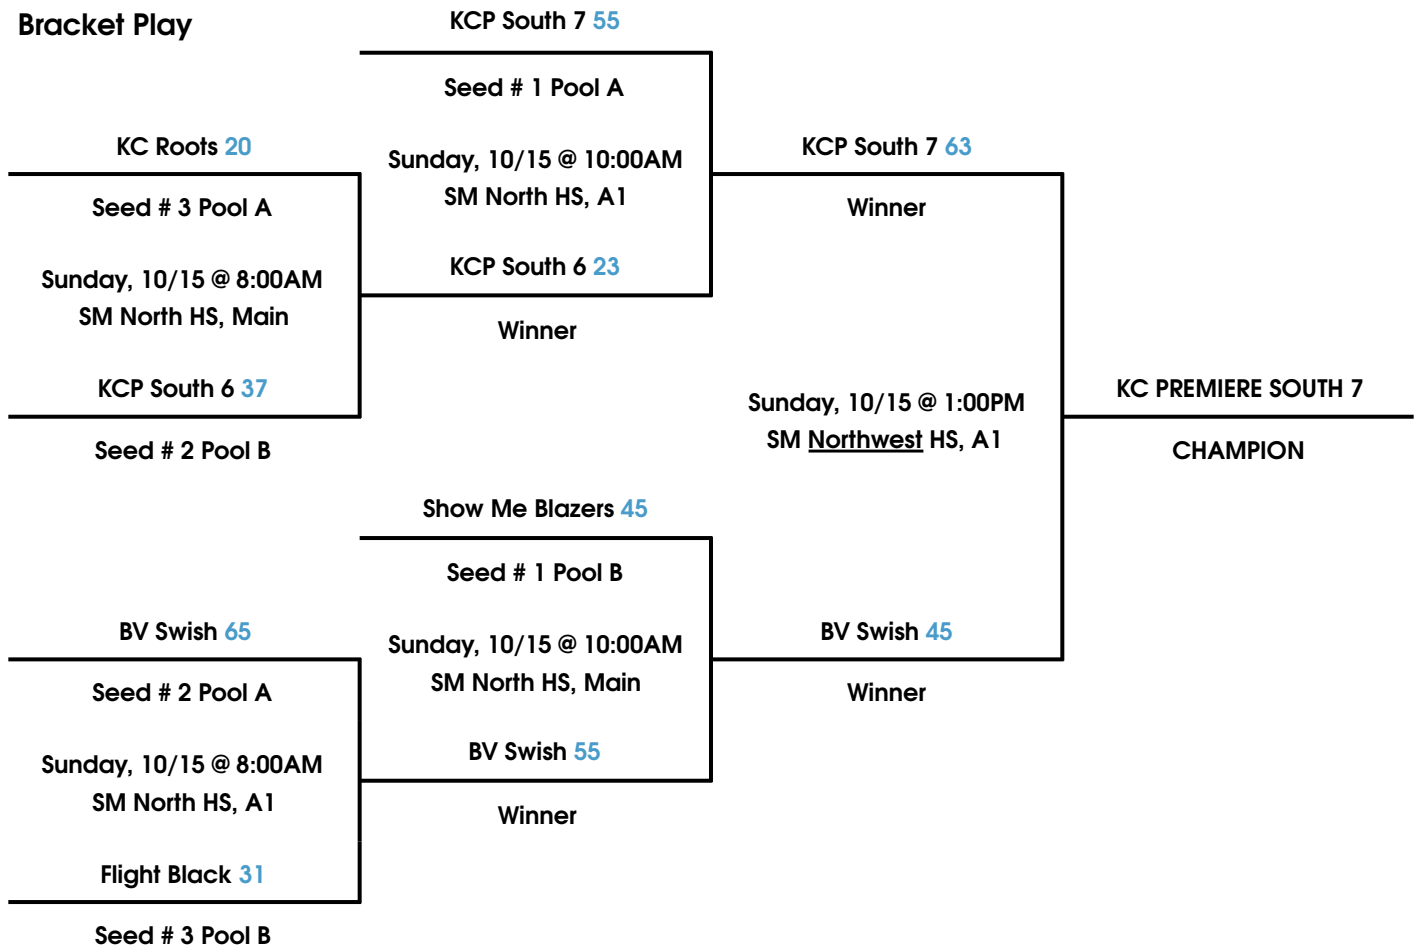 Bracket Play
KCP South 7 55
Seed # 1 Pool A
KC Roots 20
Sunday, 10/15 @ 10:00AM
SM North HS, A1
KCP South 7 63
Seed # 3 Pool A
Winner
Sunday, 10/15 @ 8:00AM
SM North HS, Main
KCP South 6 23
Winner
KCP South 6 37
Seed # 2 Pool B
Sunday, 10/15 @ 1:00PM
SM Northwest HS, A1
KC PREMIERE SOUTH 7
CHAMPION
Show Me Blazers 45
Seed # 1 Pool B
BV Swish 65
Sunday, 10/15 @ 10:00AM
SM North HS, Main
BV Swish 45
Seed # 2 Pool A
Winner
Sunday, 10/15 @ 8:00AM
SM North HS, A1
BV Swish 55
Winner
Flight Black 31
Seed # 3 Pool B